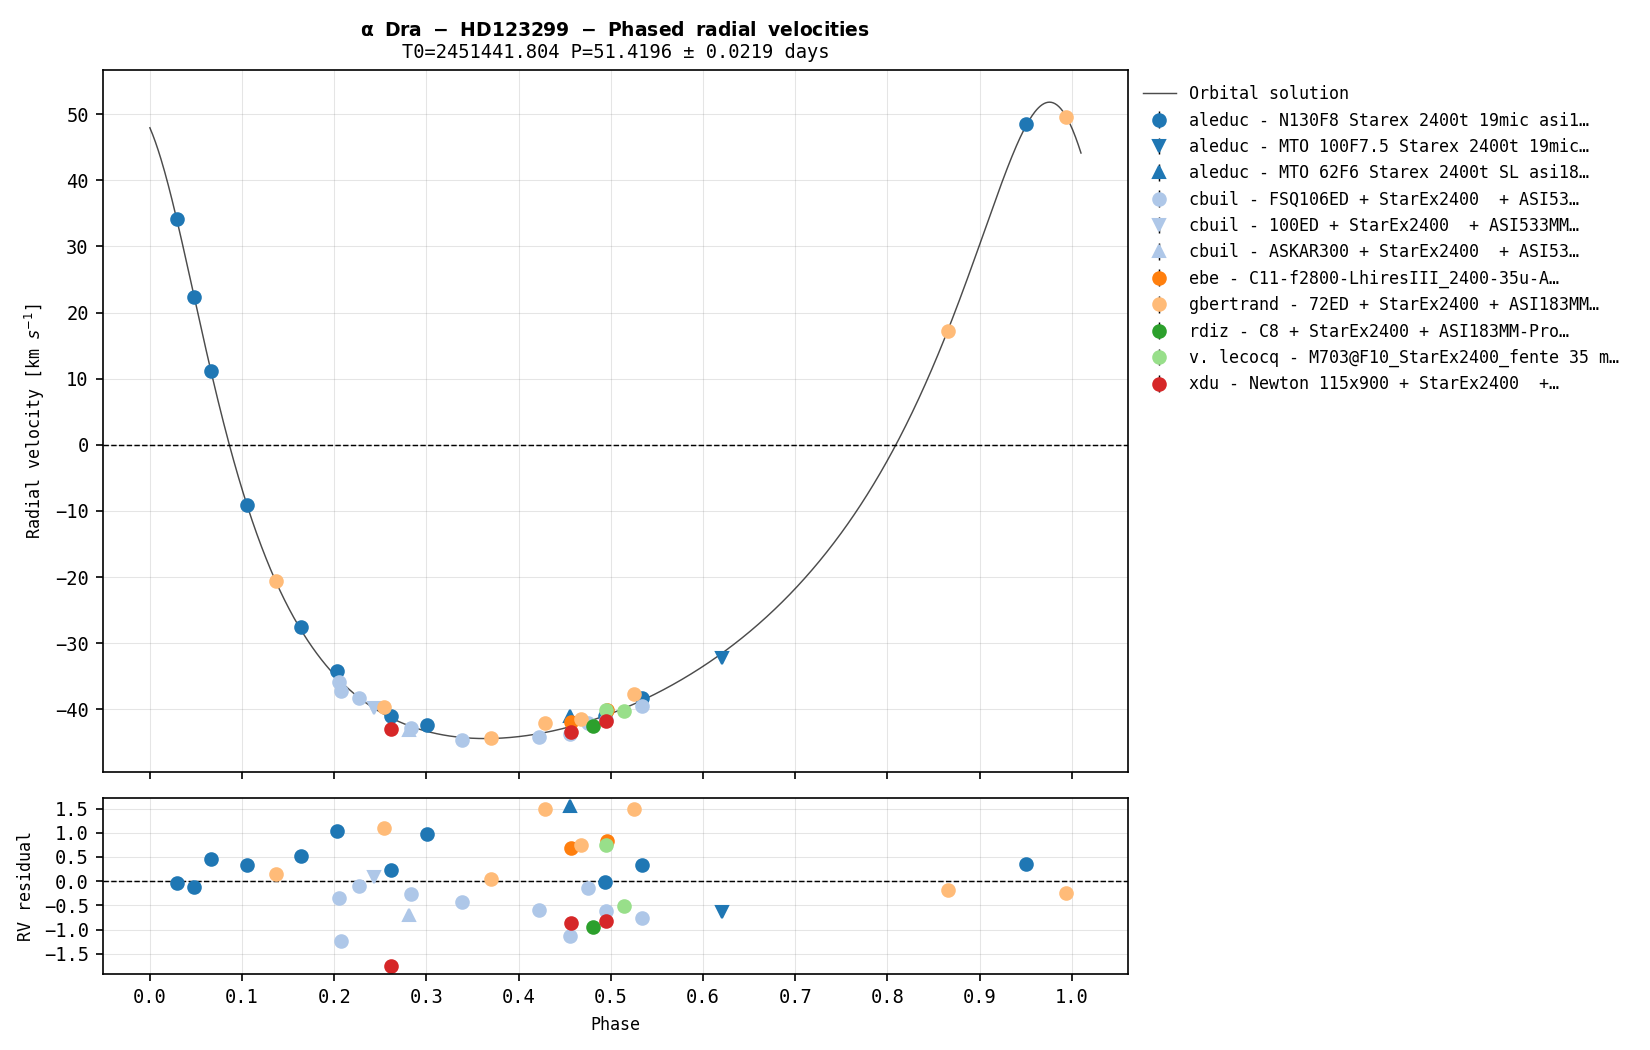 α Dra − HD123299 − Phased radial velocities
T0=2451441.804 P=51.4196 ± 0.0219 days
Radial velocity [km s⁻¹]
50
40
30
20
10
0
−10
−20
−30
−40
Orbital solution
aleduc - N130F8 Starex 2400t 19mic asi1…
aleduc - MTO 100F7.5 Starex 2400t 19mic…
aleduc - MTO 62F6 Starex 2400t SL asi18…
cbuil - FSQ106ED + StarEx2400  + ASI53…
cbuil - 100ED + StarEx2400  + ASI533MM…
cbuil - ASKAR300 + StarEx2400  + ASI53…
ebe - C11-f2800-LhiresIII_2400-35u-A…
gbertrand - 72ED + StarEx2400 + ASI183MM…
rdiz - C8 + StarEx2400 + ASI183MM-Pro…
v. lecocq - M703@F10_StarEx2400_fente 35 m…
xdu - Newton 115x900 + StarEx2400  +…
RV residual
1.5
1.0
0.5
0.0
−0.5
−1.0
−1.5
0.0 0.1 0.2 0.3 0.4 0.5 0.6 0.7 0.8 0.9 1.0
Phase